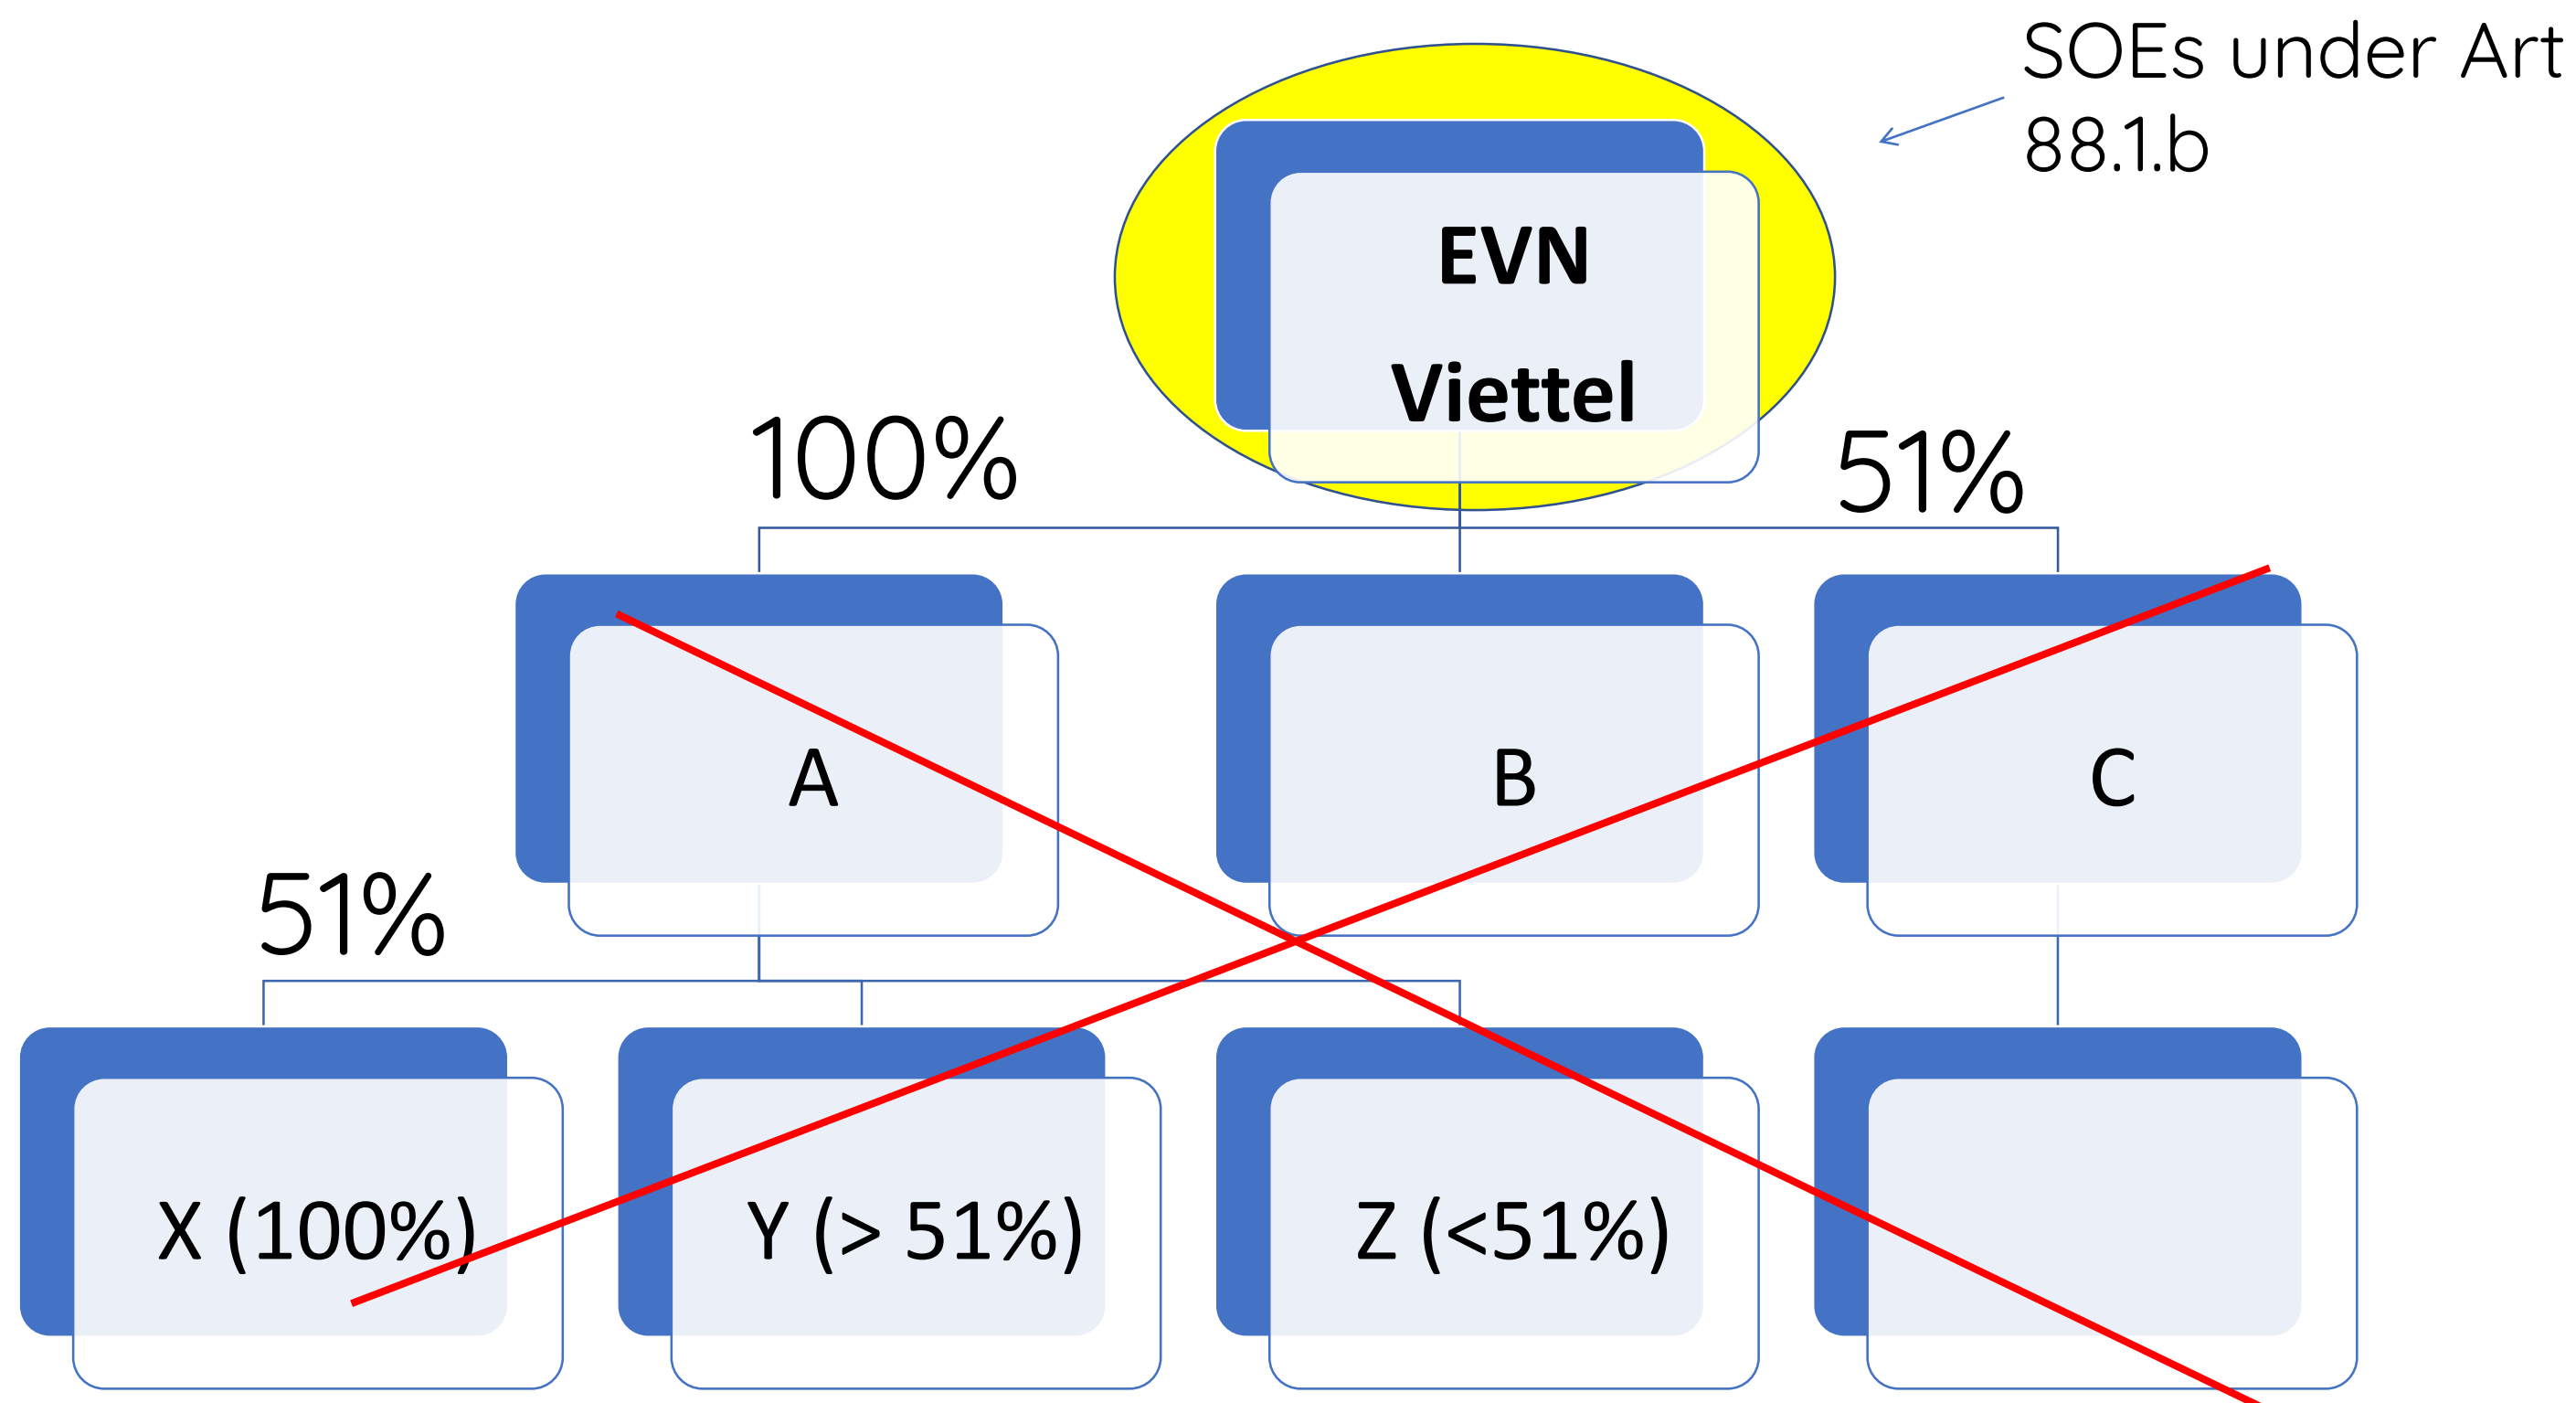 SOEs under Art
88.1.b
EVN
Viettel
100%
51%
A
B
C
51%
X (100%)
Y (> 51%)
Z (<51%)